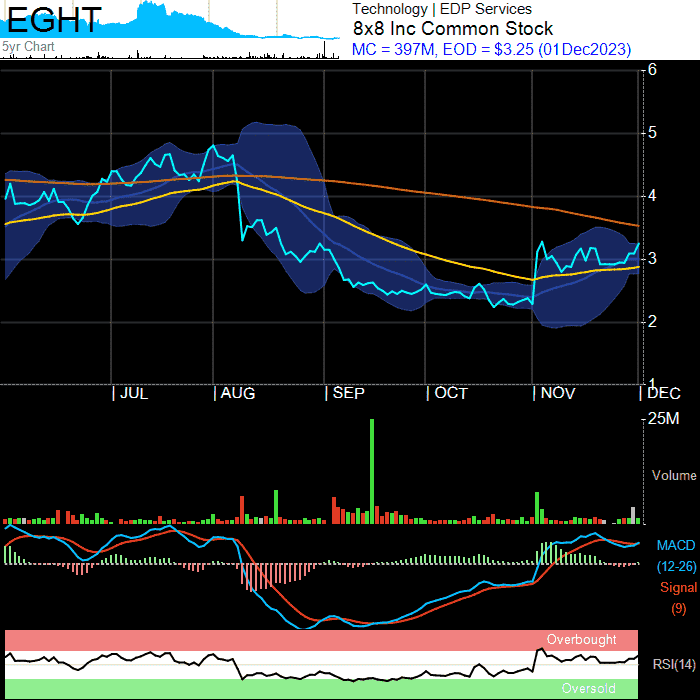 EGHT
5yr Chart
Technology | EDP Services
8x8 Inc Common Stock
MC = 397M, EOD = $3.25 (01Dec2023)
6
5
4
3
2
1
JUL
AUG
SEP
OCT
NOV
DEC
25M
Volume
MACD
(12-26)
Signal
(9)
Overbought
RSI(14)
Oversold